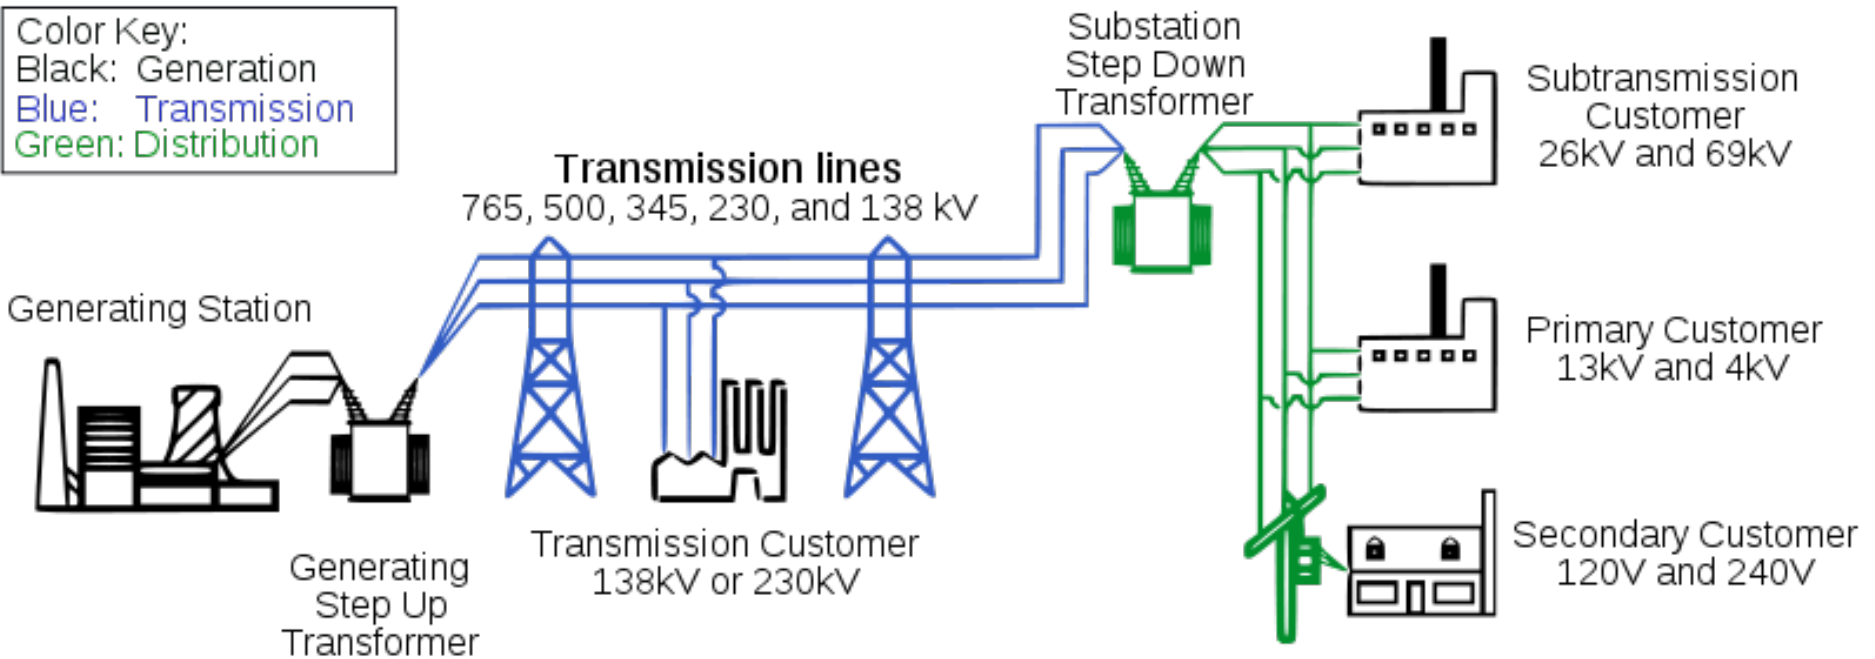 Color Key:
Black: Generation
Blue: Transmission
Green: Distribution
Substation
Step Down
Transformer
Subtransmission
Customer
26kV and 69kV
Transmission lines
765, 500, 345, 230, and 138 kV
Generating Station
Primary Customer
13kV and 4kV
Transmission Customer
138kV or 230kV
Generating
Step Up
Transformer
Secondary Customer
120V and 240V